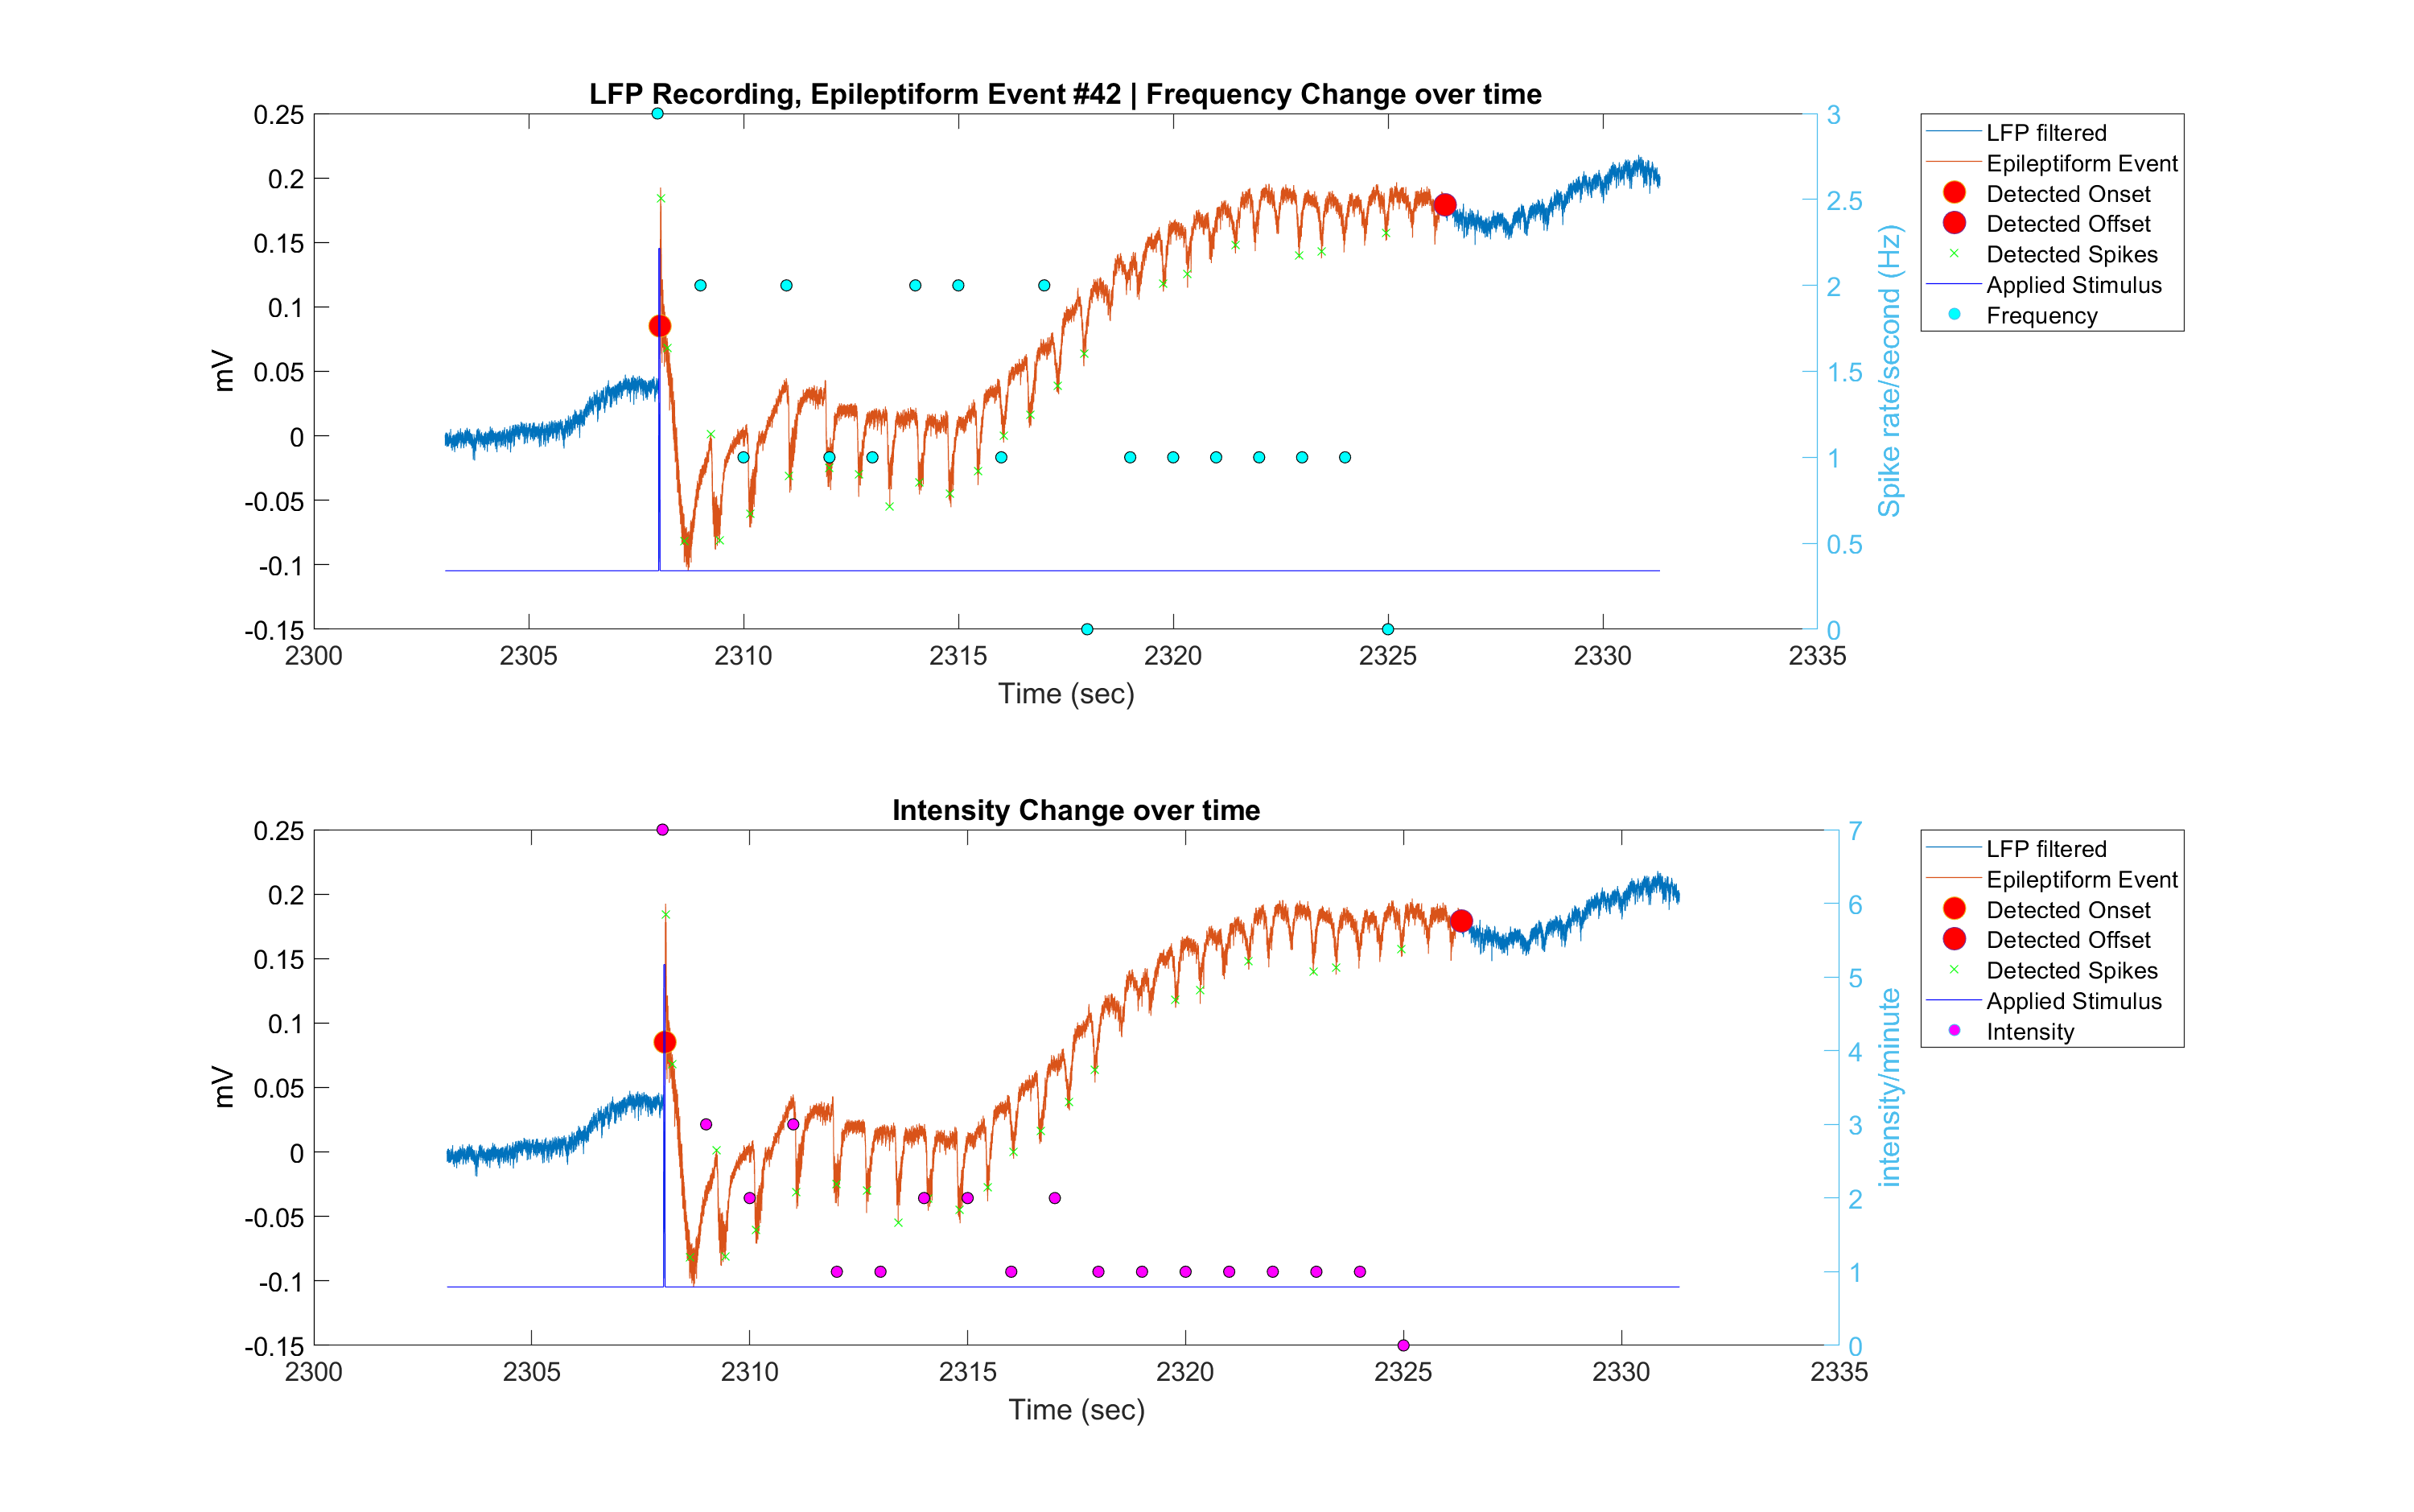 LFP Recording, Epileptiform Event #42 | Frequency Change over time
0.25
0.2
0.15
0.1
0.05
0
-0.05
-0.1
-0.15
mV
2300 2305 2310 2315 2320 2325 2330 2335
Time (sec)
3
2.5
2
1.5
1
0.5
0
Spike rate/second (Hz)
LFP filtered
Epileptiform Event
Detected Onset
Detected Offset
Detected Spikes
Applied Stimulus
Frequency
Intensity Change over time
0.25
0.2
0.15
0.1
0.05
0
-0.05
-0.1
-0.15
mV
2300 2305 2310 2315 2320 2325 2330 2335
Time (sec)
7
6
5
4
3
2
1
0
intensity/minute
LFP filtered
Epileptiform Event
Detected Onset
Detected Offset
Detected Spikes
Applied Stimulus
Intensity